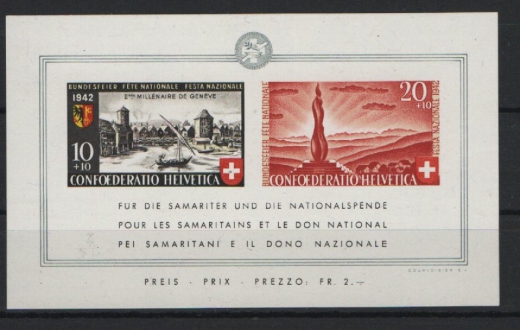 BUNDESFEIER FÊTE NATIONALE FESTA NAZIONALE
1942
IIME MILLÉNAIRE DE GENÈVE
10
+10
CONFOEDERATIO HELVETICA
BUNDESFEIER · FÊTE NATIONALE
20
+10
FESTA NAZIONALE 1942
CONFOEDERATIO HELVETICA
FÜR DIE SAMARITER UND DIE NATIONALSPENDE
POUR LES SAMARITAINS ET LE DON NATIONAL
PEI SAMARITANI E IL DONO NAZIONALE
PREIS · PRIX · PREZZO: FR. 2.–